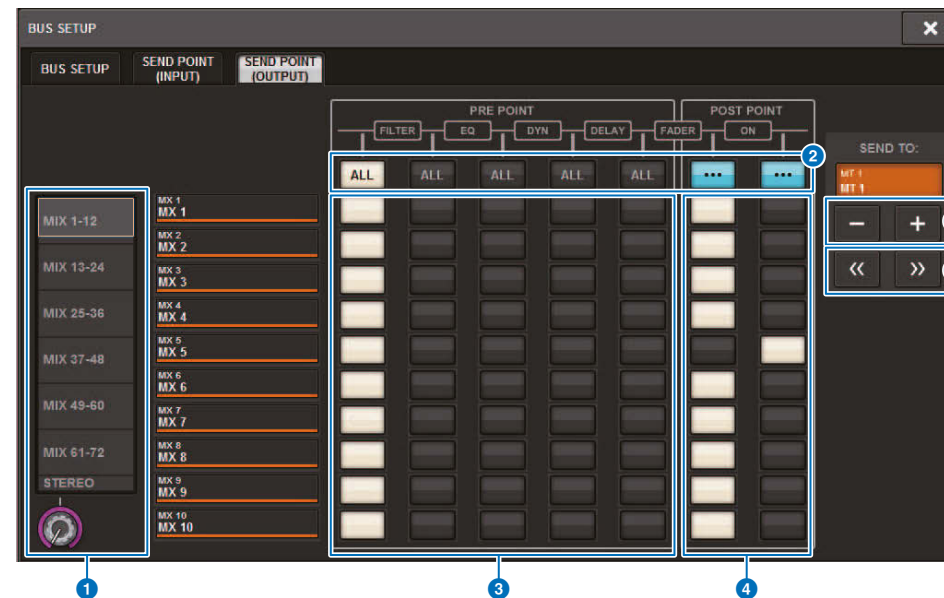 BUS SETUP
BUS SETUP
SEND POINT
(INPUT)
SEND POINT
(OUTPUT)
PRE POINT
POST POINT
FILTER
EQ
DYN
DELAY
FADER
ON
SEND TO:
2
ALL
ALL
ALL
ALL
ALL
MT 1
MT 1
MIX 1-12
MIX 13-24
MIX 25-36
MIX 37-48
MIX 49-60
MIX 61-72
STEREO
MX 1
MX 1
MX 2
MX 2
MX 3
MX 3
MX 4
MX 4
MX 5
MX 5
MX 6
MX 6
MX 7
MX 7
MX 8
MX 8
MX 9
MX 9
MX 10
MX 10
1
3
4